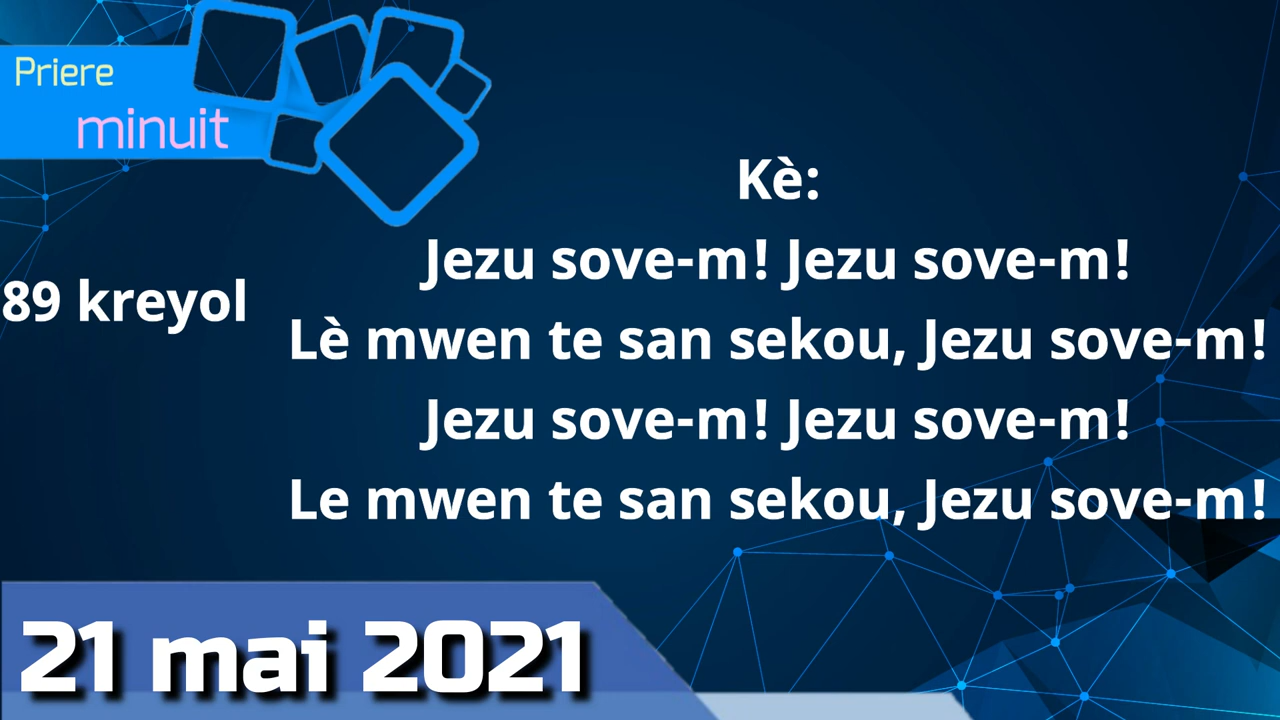 Priere
minuit
89 kreyol
Kè:
Jezu sove-m! Jezu sove-m!
Lè mwen te san sekou, Jezu sove-m!
Jezu sove-m! Jezu sove-m!
Le mwen te san sekou, Jezu sove-m!
21 mai 2021